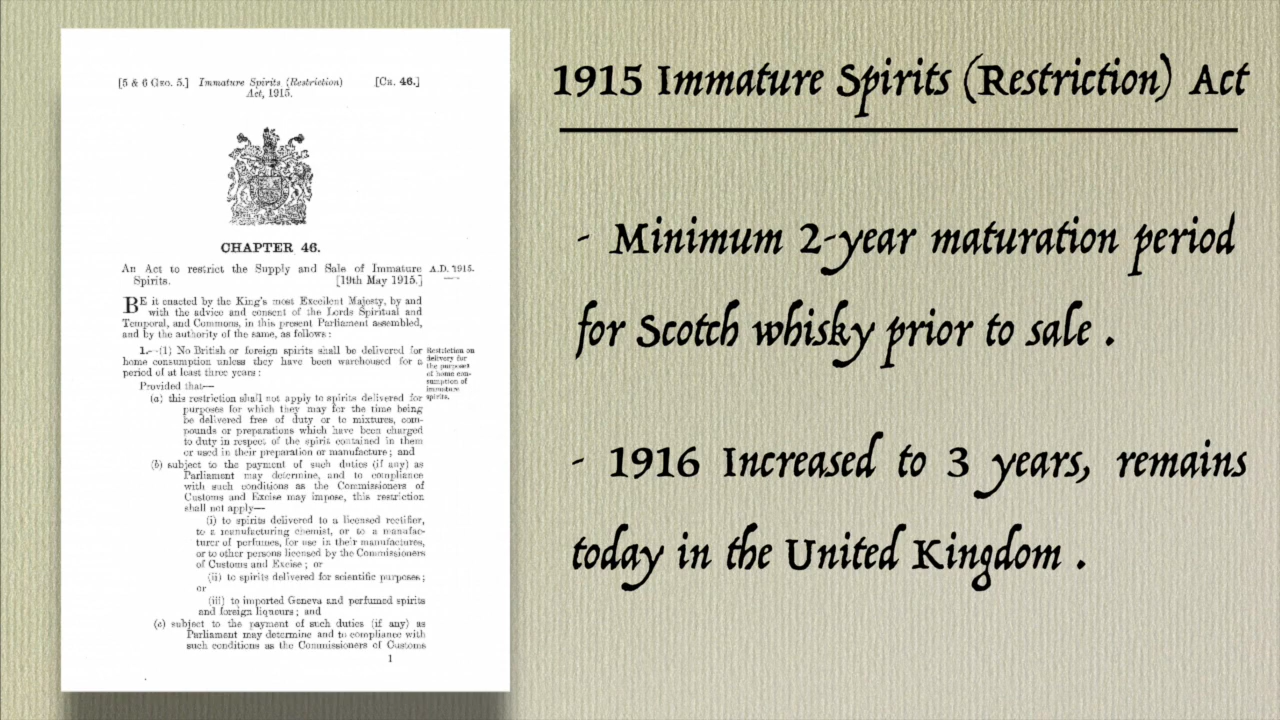 [5 & 6 Geo. 5.] Immature Spirits (Restriction) [Ch. 46.]
Act, 1915.
CHAPTER 46.
An Act to restrict the Supply and Sale of Immature
Spirits. [19th May 1915.]
A.D. 1915.
BE it enacted by the King's most Excellent Majesty, by and
with the advice and consent of the Lords Spiritual and
Temporal, and Commons, in this present Parliament assembled,
and by the authority of the same, as follows:
1.—(1) No British or foreign spirits shall be delivered for
home consumption unless they have been warehoused for a
period of at least three years:
Restriction on
delivery for
the purposes
of home con-
sumption of
immature
spirits.
Provided that—
(a) this restriction shall not apply to spirits delivered for
purposes for which they may for the time being
be delivered free of duty or to mixtures, com-
pounds or preparations which have been charged
to duty in respect of the spirit contained in them
or used in their preparation or manufacture; and
(b) subject to the payment of such duties (if any) as
Parliament may determine, and to compliance
with such conditions as the Commissioners of
Customs and Excise may impose, this restriction
shall not apply—
(i) to spirits delivered to a licensed rectifier,
to a manufacturing chemist, or to a manufac-
turer of perfumes, for use in their manufactures,
or to other persons licensed by the Commissioners
of Customs and Excise; or
(ii) to spirits delivered for scientific purposes;
or
(iii) to imported Geneva and perfumed spirits
and foreign liqueurs; and
(c) subject to the payment of such duties (if any) as
Parliament may determine and to compliance with
such conditions as the Commissioners of Customs
1
1915 Immature Spirits (Restriction) Act
- Minimum 2-year maturation period
for Scotch whisky prior to sale .
- 1916 Increased to 3 years, remains
today in the United Kingdom .